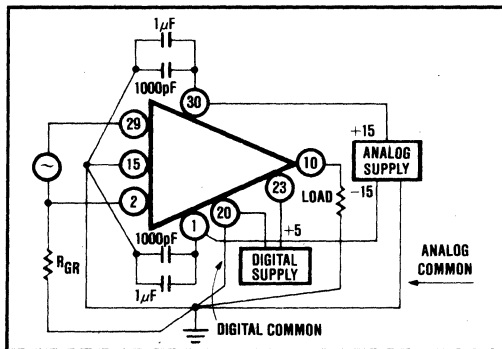 1µF
1000pF
30
+15
29
ANALOG
SUPPLY
15
10
23
-15
LOAD
2
20
1
1000pF
+5
DIGITAL
SUPPLY
ANALOG
COMMON
RGR
1µF
DIGITAL COMMON